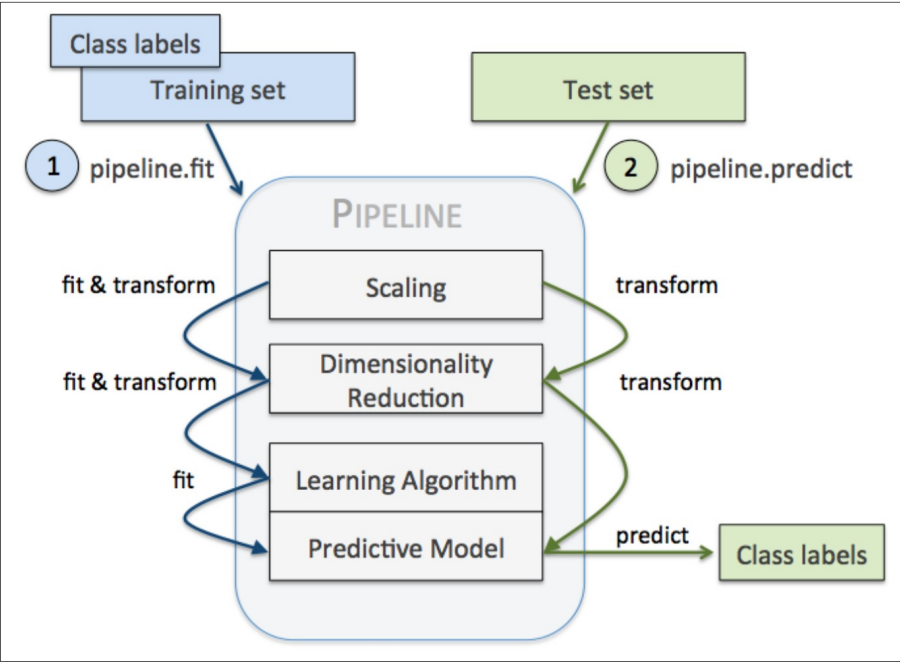 Class labels
Training set
Test set
1
pipeline.fit
2
pipeline.predict
PIPELINE
fit & transform
Scaling
transform
fit & transform
Dimensionality
Reduction
transform
fit
Learning Algorithm
Predictive Model
predict
Class labels